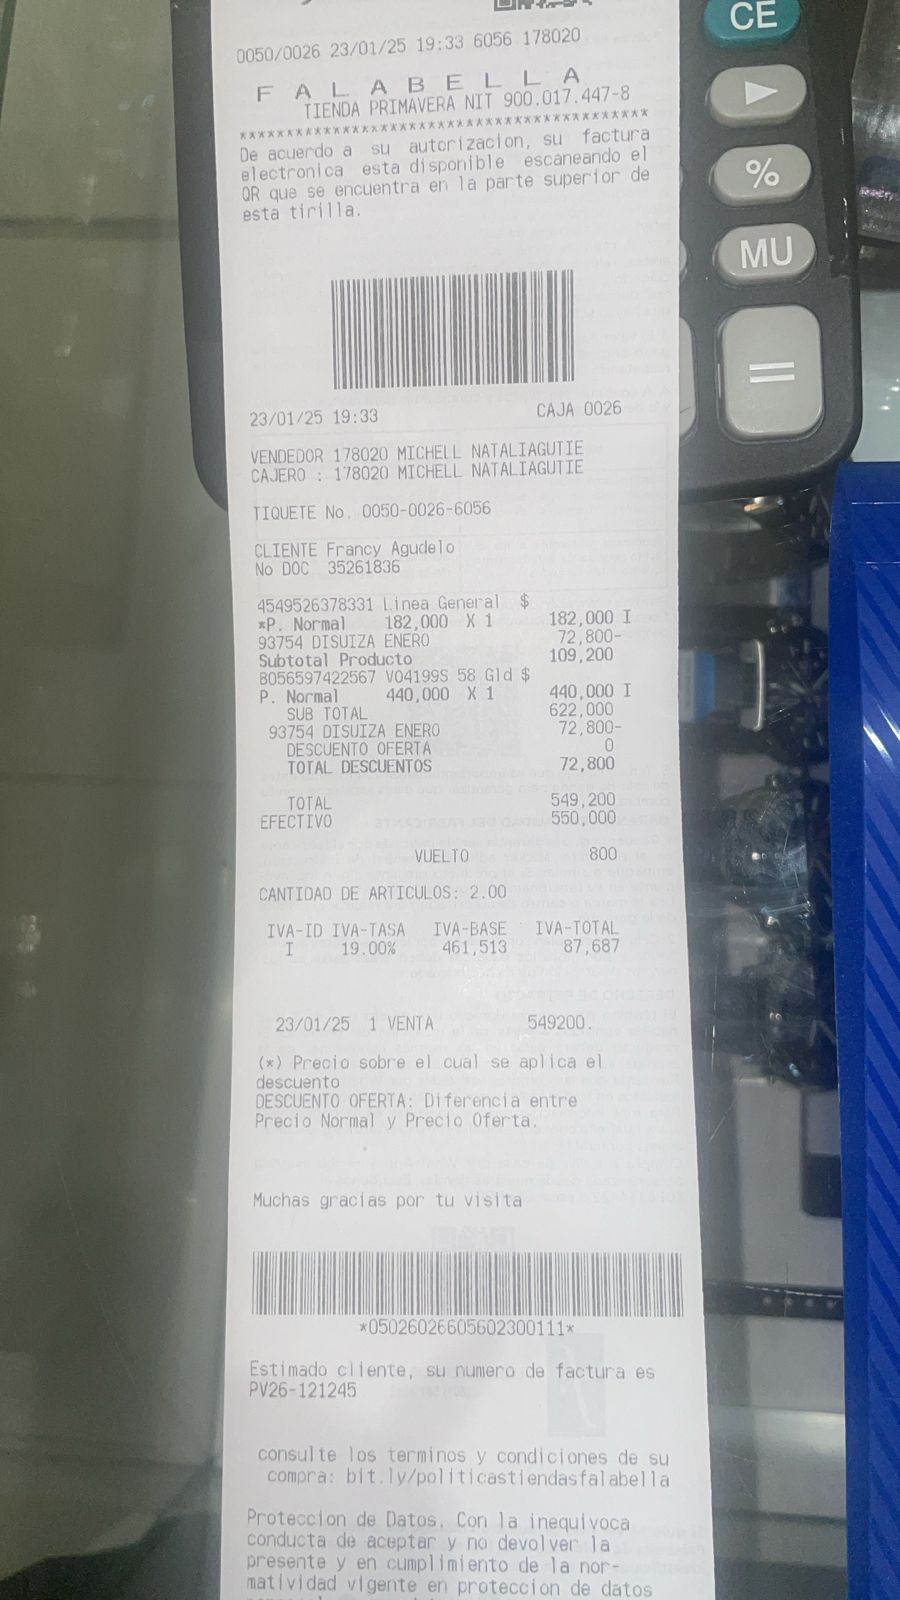 0050/0026 23/01/25 19:33 6056 178020
F A L A B E L L A
TIENDA PRIMAVERA NIT 900.017.447-8
********************************************
De acuerdo a su autorizacion, su factura
electronica esta disponible escaneando el
QR que se encuentra en la parte superior de
esta tirilla.
23/01/25 19:33 CAJA 0026
VENDEDOR 178020 MICHELL NATALIAGUTIE
CAJERO : 178020 MICHELL NATALIAGUTIE
TIQUETE No. 0050-0026-6056
CLIENTE Francy Agudelo
No DOC 35261836
4549526378331 Linea General $
*P. Normal 182,000 X 1 182,000 I
93754 DISUIZA ENERO 72,800-
Subtotal Producto 109,200
8056597422567 VO4199S 58 Gld $
P. Normal 440,000 X 1 440,000 I
SUB TOTAL 622,000
93754 DISUIZA ENERO 72,800-
DESCUENTO OFERTA 0
TOTAL DESCUENTOS 72,800
TOTAL 549,200
EFECTIVO 550,000
VUELTO 800
CANTIDAD DE ARTICULOS: 2.00
IVA-ID IVA-TASA IVA-BASE IVA-TOTAL
I 19.00% 461,513 87,687
23/01/25 1 VENTA 549200.
(*) Precio sobre el cual se aplica el
descuento
DESCUENTO OFERTA: Diferencia entre
Precio Normal y Precio Oferta.
Muchas gracias por tu visita
*05026026605602300111*
Estimado cliente, su numero de factura es
PV26-121245
consulte los terminos y condiciones de su
compra: bit.ly/politicastiendasfalabella
Proteccion de Datos. Con la inequivoca
conducta de aceptar y no devolver la
presente y en cumplimiento de la nor-
matividad vigente en proteccion de datos
CE
%
MU
=